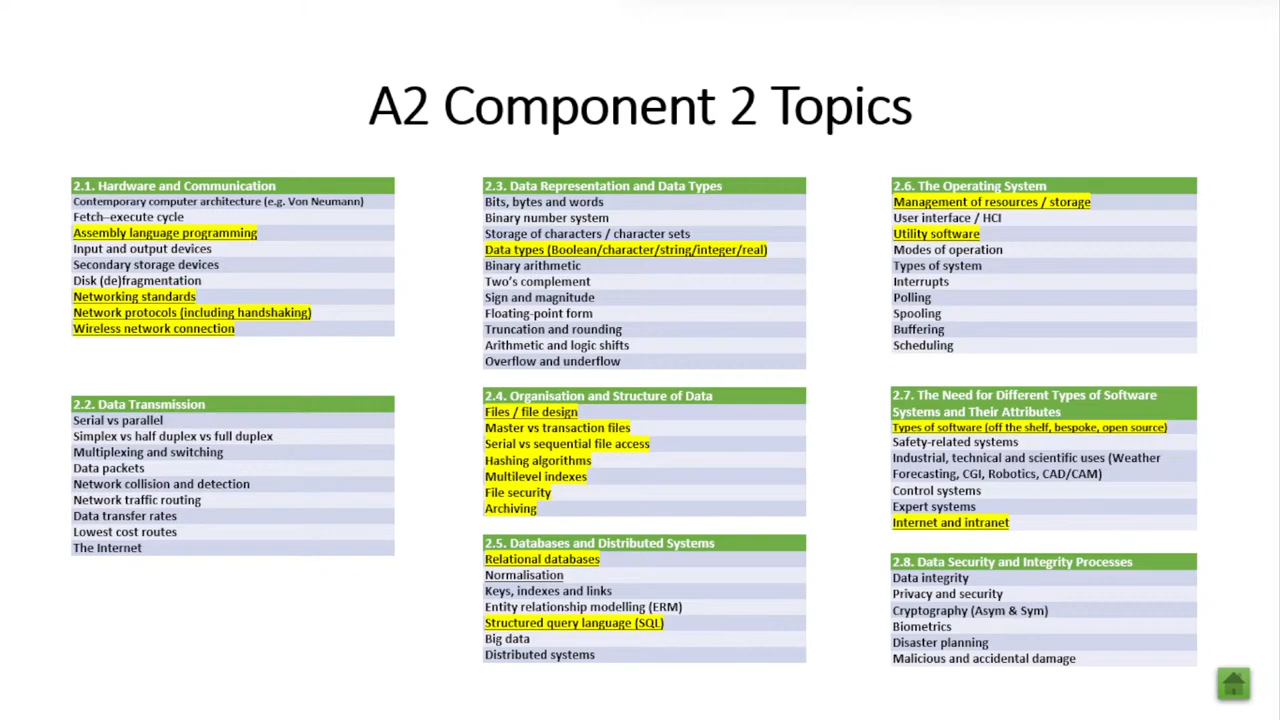 A2 Component 2 Topics
2.1. Hardware and Communication
Contemporary computer architecture (e.g. Von Neumann)
Fetch–execute cycle
Assembly language programming
Input and output devices
Secondary storage devices
Disk (de)fragmentation
Networking standards
Network protocols (including handshaking)
Wireless network connection
2.2. Data Transmission
Serial vs parallel
Simplex vs half duplex vs full duplex
Multiplexing and switching
Data packets
Network collision and detection
Network traffic routing
Data transfer rates
Lowest cost routes
The Internet
2.3. Data Representation and Data Types
Bits, bytes and words
Binary number system
Storage of characters / character sets
Data types (Boolean/character/string/integer/real)
Binary arithmetic
Two's complement
Sign and magnitude
Floating-point form
Truncation and rounding
Arithmetic and logic shifts
Overflow and underflow
2.4. Organisation and Structure of Data
Files / file design
Master vs transaction files
Serial vs sequential file access
Hashing algorithms
Multilevel indexes
File security
Archiving
2.5. Databases and Distributed Systems
Relational databases
Normalisation
Keys, indexes and links
Entity relationship modelling (ERM)
Structured query language (SQL)
Big data
Distributed systems
2.6. The Operating System
Management of resources / storage
User interface / HCI
Utility software
Modes of operation
Types of system
Interrupts
Polling
Spooling
Buffering
Scheduling
2.7. The Need for Different Types of Software
Systems and Their Attributes
Types of software (off the shelf, bespoke, open source)
Safety-related systems
Industrial, technical and scientific uses (Weather
Forecasting, CGI, Robotics, CAD/CAM)
Control systems
Expert systems
Internet and intranet
2.8. Data Security and Integrity Processes
Data integrity
Privacy and security
Cryptography (Asym & Sym)
Biometrics
Disaster planning
Malicious and accidental damage